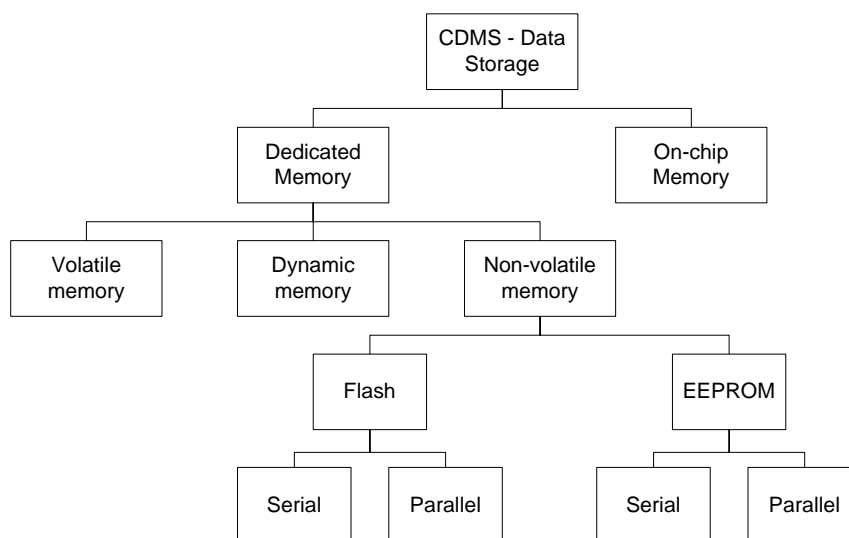 CDMS - Data
Storage
Dedicated
Memory
On-chip
Memory
Volatile
memory
Dynamic
memory
Non-volatile
memory
Flash
EEPROM
Serial
Parallel
Serial
Parallel